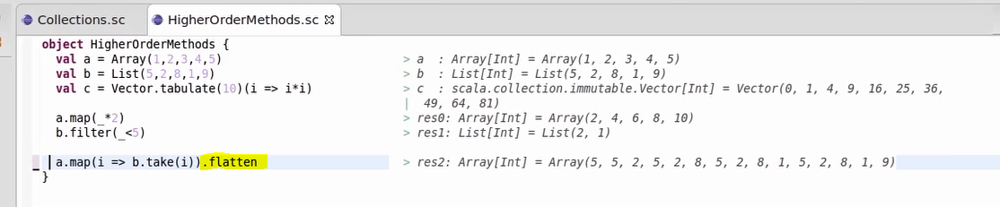 Collections.sc HigherOrderMethods.sc
object HigherOrderMethods {
val a = Array(1,2,3,4,5) > a : Array[Int] = Array(1, 2, 3, 4, 5)
val b = List(5,2,8,1,9) > b : List[Int] = List(5, 2, 8, 1, 9)
val c = Vector.tabulate(10)(i => i*i) > c : scala.collection.immutable.Vector[Int] = Vector(0, 1, 4, 9, 16, 25, 36,
| 49, 64, 81)
a.map(_*2) > res0: Array[Int] = Array(2, 4, 6, 8, 10)
b.filter(_<5) > res1: List[Int] = List(2, 1)
a.map(i => b.take(i)).flatten > res2: Array[Int] = Array(5, 5, 2, 5, 2, 8, 5, 2, 8, 1, 5, 2, 8, 1, 9)
}